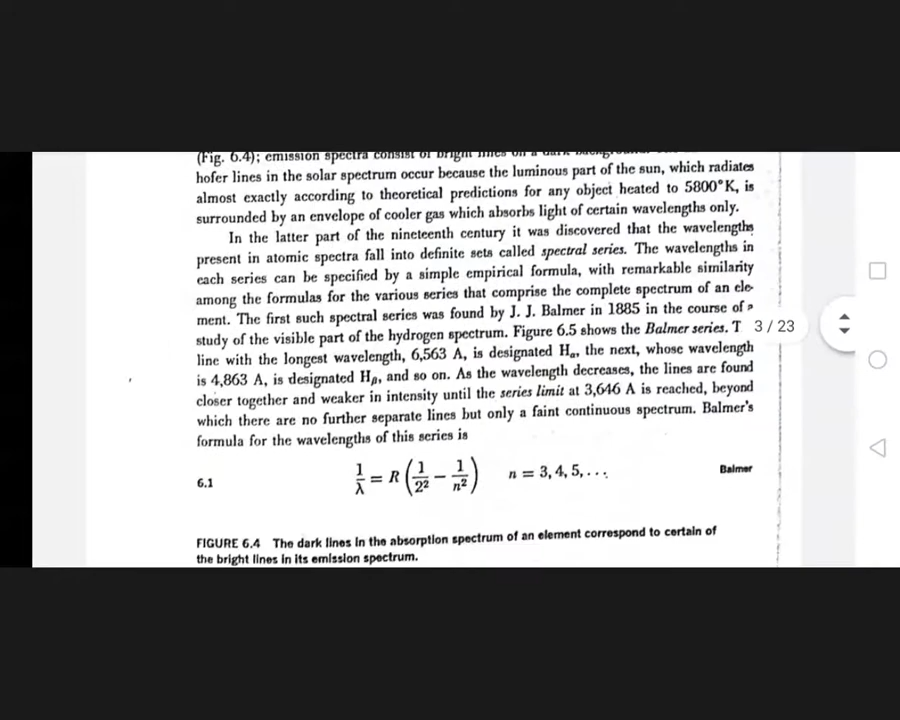 (Fig. 6.4); emission spectra consist of bright lines on a dark
hofer lines in the solar spectrum occur because the luminous part of the sun, which radiates
almost exactly according to theoretical predictions for any object heated to 5800°K, is
surrounded by an envelope of cooler gas which absorbs light of certain wavelengths only.
In the latter part of the nineteenth century it was discovered that the wavelengths
present in atomic spectra fall into definite sets called spectral series. The wavelengths in
each series can be specified by a simple empirical formula, with remarkable similarity
among the formulas for the various series that comprise the complete spectrum of an ele-
ment. The first such spectral series was found by J. J. Balmer in 1885 in the course of
study of the visible part of the hydrogen spectrum. Figure 6.5 shows the Balmer series. T
3 / 23
line with the longest wavelength, 6,563 A, is designated Hα, the next, whose wavelength
is 4,863 A, is designated Hβ, and so on. As the wavelength decreases, the lines are found
closer together and weaker in intensity until the series limit at 3,646 A is reached, beyond
which there are no further separate lines but only a faint continuous spectrum. Balmer's
formula for the wavelengths of this series is
6.1 1/λ = R(1/2² − 1/n²) n = 3, 4, 5, . . . Balmer
FIGURE 6.4 The dark lines in the absorption spectrum of an element correspond to certain of
the bright lines in its emission spectrum.